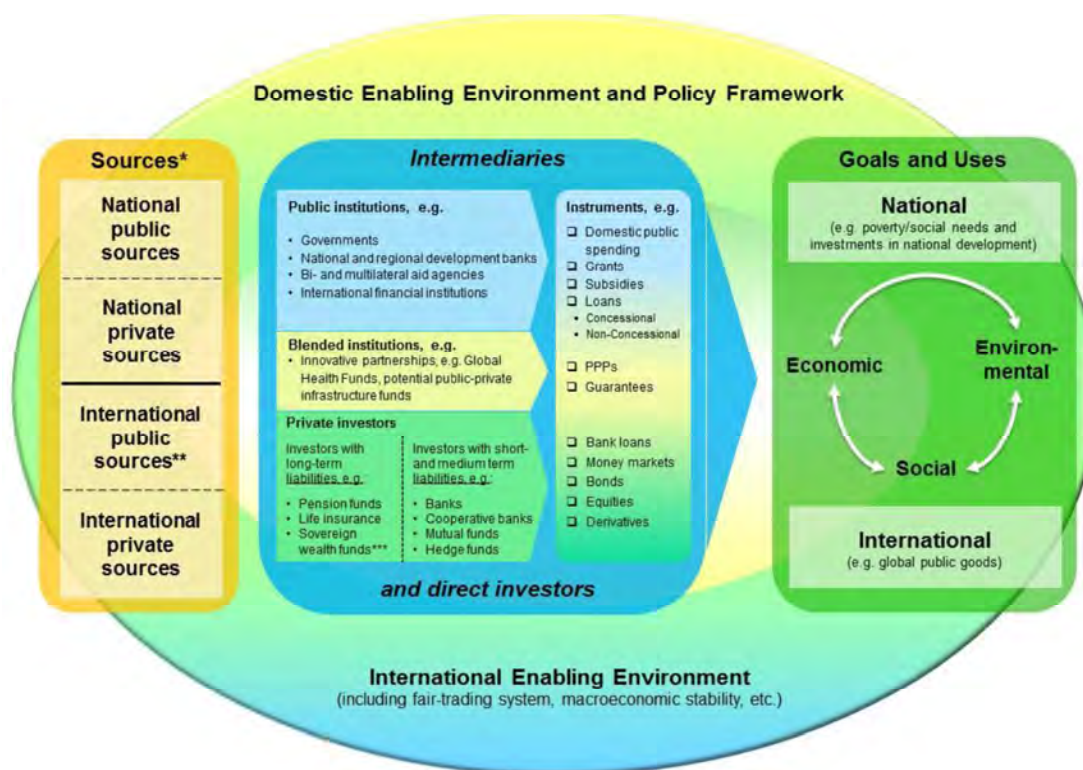 Domestic Enabling Environment and Policy Framework
Sources*
National
public
sources
National
private
sources
International
public
sources**
International
private
sources
Intermediaries
Public institutions, e.g.
• Governments
• National and regional development banks
• Bi- and multilateral aid agencies
• International financial institutions
Blended institutions, e.g.
• Innovative partnerships, e.g. Global
Health Funds, potential public-private
infrastructure funds
Private investors
Investors with
long-term
liabilities, e.g.:
• Pension funds
• Life insurance
• Sovereign
wealth funds***
Investors with short-
and medium term
liabilities, e.g.:
• Banks
• Cooperative banks
• Mutual funds
• Hedge funds
Instruments, e.g.
❑ Domestic public
spending
❑ Grants
❑ Subsidies
❑ Loans
• Concessional
• Non-Concessional
❑ PPPs
❑ Guarantees
❑ Bank loans
❑ Money markets
❑ Bonds
❑ Equities
❑ Derivatives
and direct investors
Goals and Uses
National
(e.g. poverty/social needs and
investments in national development)
Economic
Environ-
mental
Social
International
(e.g. global public goods)
International Enabling Environment
(including fair-trading system, macroeconomic stability, etc.)